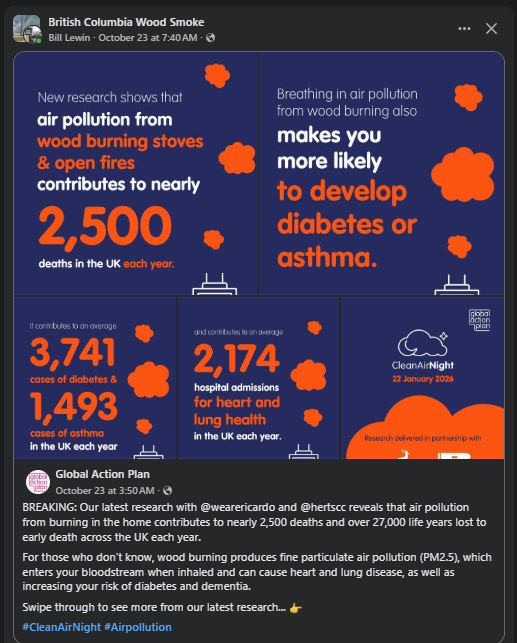 British Columbia Wood Smoke
Bill Lewin · October 23 at 7:40 AM ·
New research shows that
air pollution from
wood burning stoves
& open fires
contributes to nearly
2,500
deaths in the UK each year.
Breathing in air pollution
from wood burning also
makes you
more likely
to develop
diabetes or
asthma.
It contributes to an average
3,741
cases of diabetes &
1,493
cases of asthma
in the UK each year
and contributes to an average
2,174
hospital admissions
for heart and
lung health
in the UK each year.
global
action
plan
CleanAirNight
22 January 2026
Research delivered in partnership with
global
action
plan
Global Action Plan
October 23 at 3:50 AM ·
BREAKING: Our latest research with @wearericardo and @hertscc reveals that air pollution
from burning in the home contributes to nearly 2,500 deaths and over 27,000 life years lost to
early death across the UK each year.
For those who don't know, wood burning produces fine particulate air pollution (PM2.5), which
enters your bloodstream when inhaled and can cause heart and lung disease, as well as
increasing your risk of diabetes and dementia.
Swipe through to see more from our latest research... 👉
#CleanAirNight #Airpollution